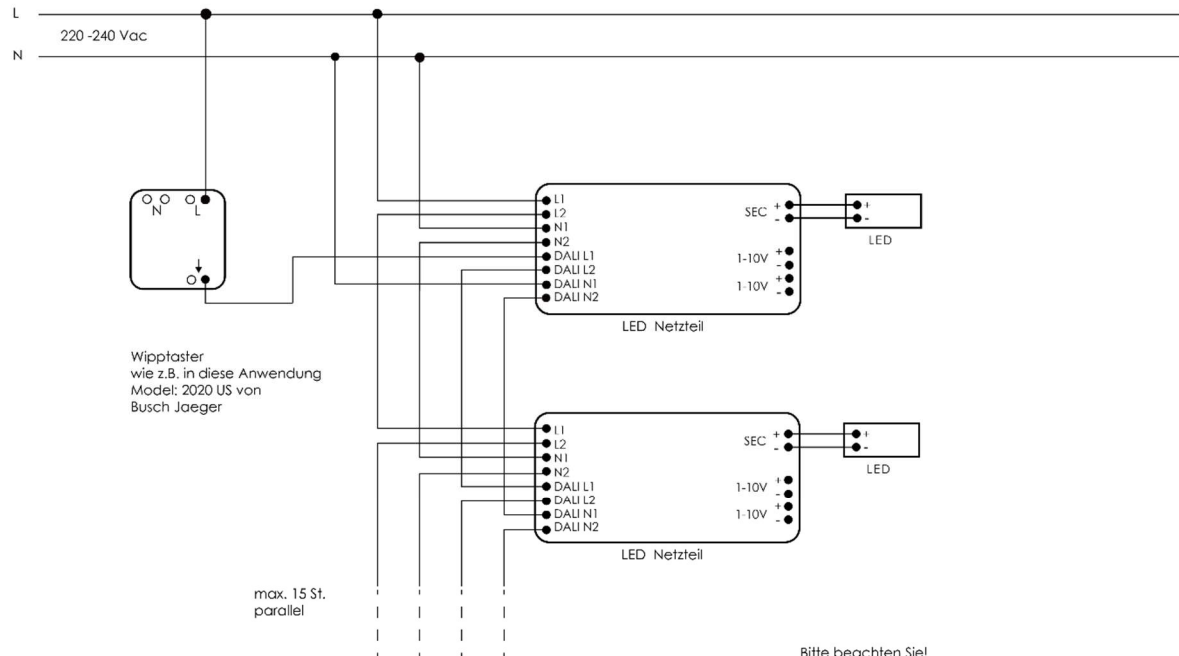 L
220 -240 Vac
N
N
L
L1
L2
N1
N2
DALI L1
DALI L2
DALI N1
DALI N2
SEC + -
1-10V + -
1-10V + -
+
-
LED
LED Netzteil
Wipptaster
wie z.B. in diese Anwendung
Model: 2020 US von
Busch Jaeger
L1
L2
N1
N2
DALI L1
DALI L2
DALI N1
DALI N2
SEC + -
1-10V + -
1-10V + -
+
-
LED
LED Netzteil
max. 15 St.
parallel
Bitte beachten Sie!